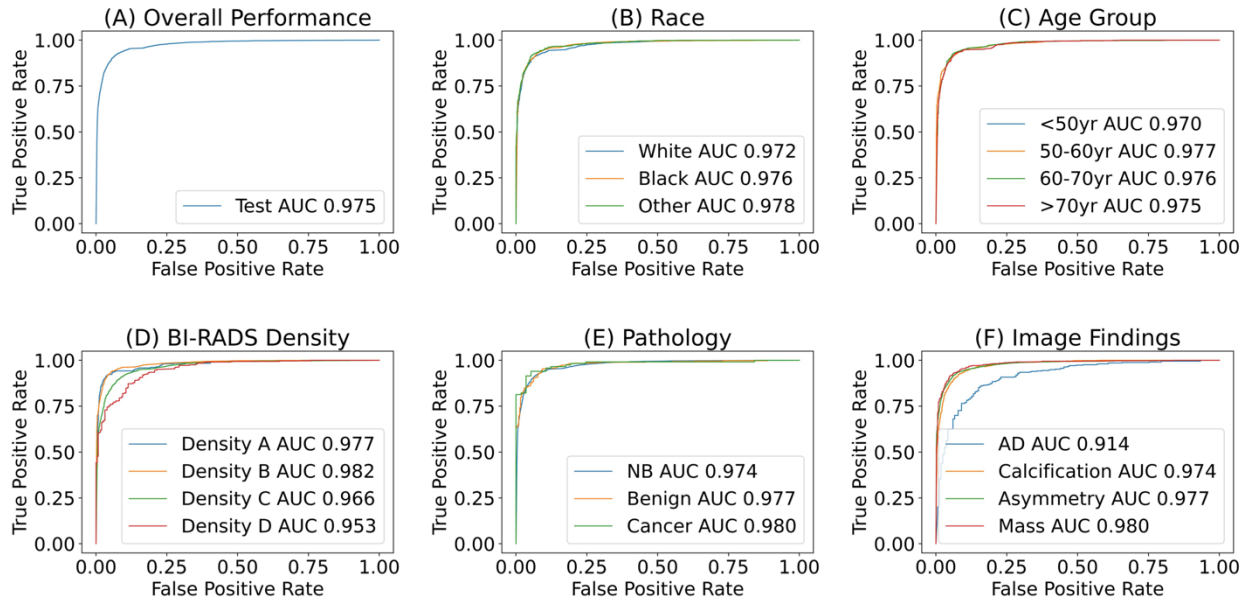 (A) Overall Performance
True Positive Rate
1.00
0.75
0.50
0.25
0.00
Test AUC 0.975
0.00 0.25 0.50 0.75 1.00
False Positive Rate
(B) Race
True Positive Rate
1.00
0.75
0.50
0.25
0.00
White AUC 0.972
Black AUC 0.976
Other AUC 0.978
0.00 0.25 0.50 0.75 1.00
False Positive Rate
(C) Age Group
True Positive Rate
1.00
0.75
0.50
0.25
0.00
<50yr AUC 0.970
50-60yr AUC 0.977
60-70yr AUC 0.976
>70yr AUC 0.975
0.00 0.25 0.50 0.75 1.00
False Positive Rate
(D) BI-RADS Density
True Positive Rate
1.00
0.75
0.50
0.25
0.00
Density A AUC 0.977
Density B AUC 0.982
Density C AUC 0.966
Density D AUC 0.953
0.00 0.25 0.50 0.75 1.00
False Positive Rate
(E) Pathology
True Positive Rate
1.00
0.75
0.50
0.25
0.00
NB AUC 0.974
Benign AUC 0.977
Cancer AUC 0.980
0.00 0.25 0.50 0.75 1.00
False Positive Rate
(F) Image Findings
True Positive Rate
1.00
0.75
0.50
0.25
0.00
AD AUC 0.914
Calcification AUC 0.974
Asymmetry AUC 0.977
Mass AUC 0.980
0.00 0.25 0.50 0.75 1.00
False Positive Rate